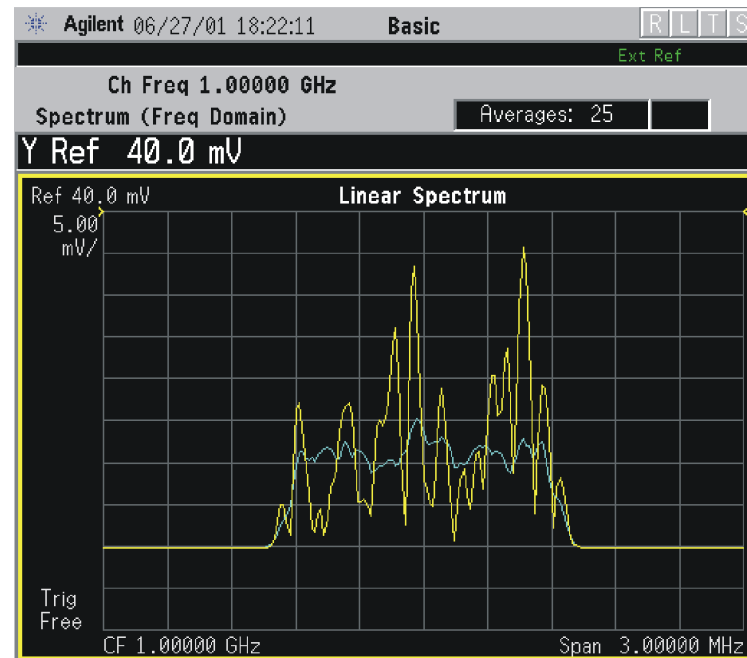 Agilent 06/27/01 18:22:11 Basic R L T S
Ext Ref
Ch Freq 1.00000 GHz
Spectrum (Freq Domain)
Averages: 25
Y Ref 40.0 mV
Ref 40.0 mV
Linear Spectrum
5.00
mV/
Trig
Free
CF 1.00000 GHz
Span 3.00000 MHz